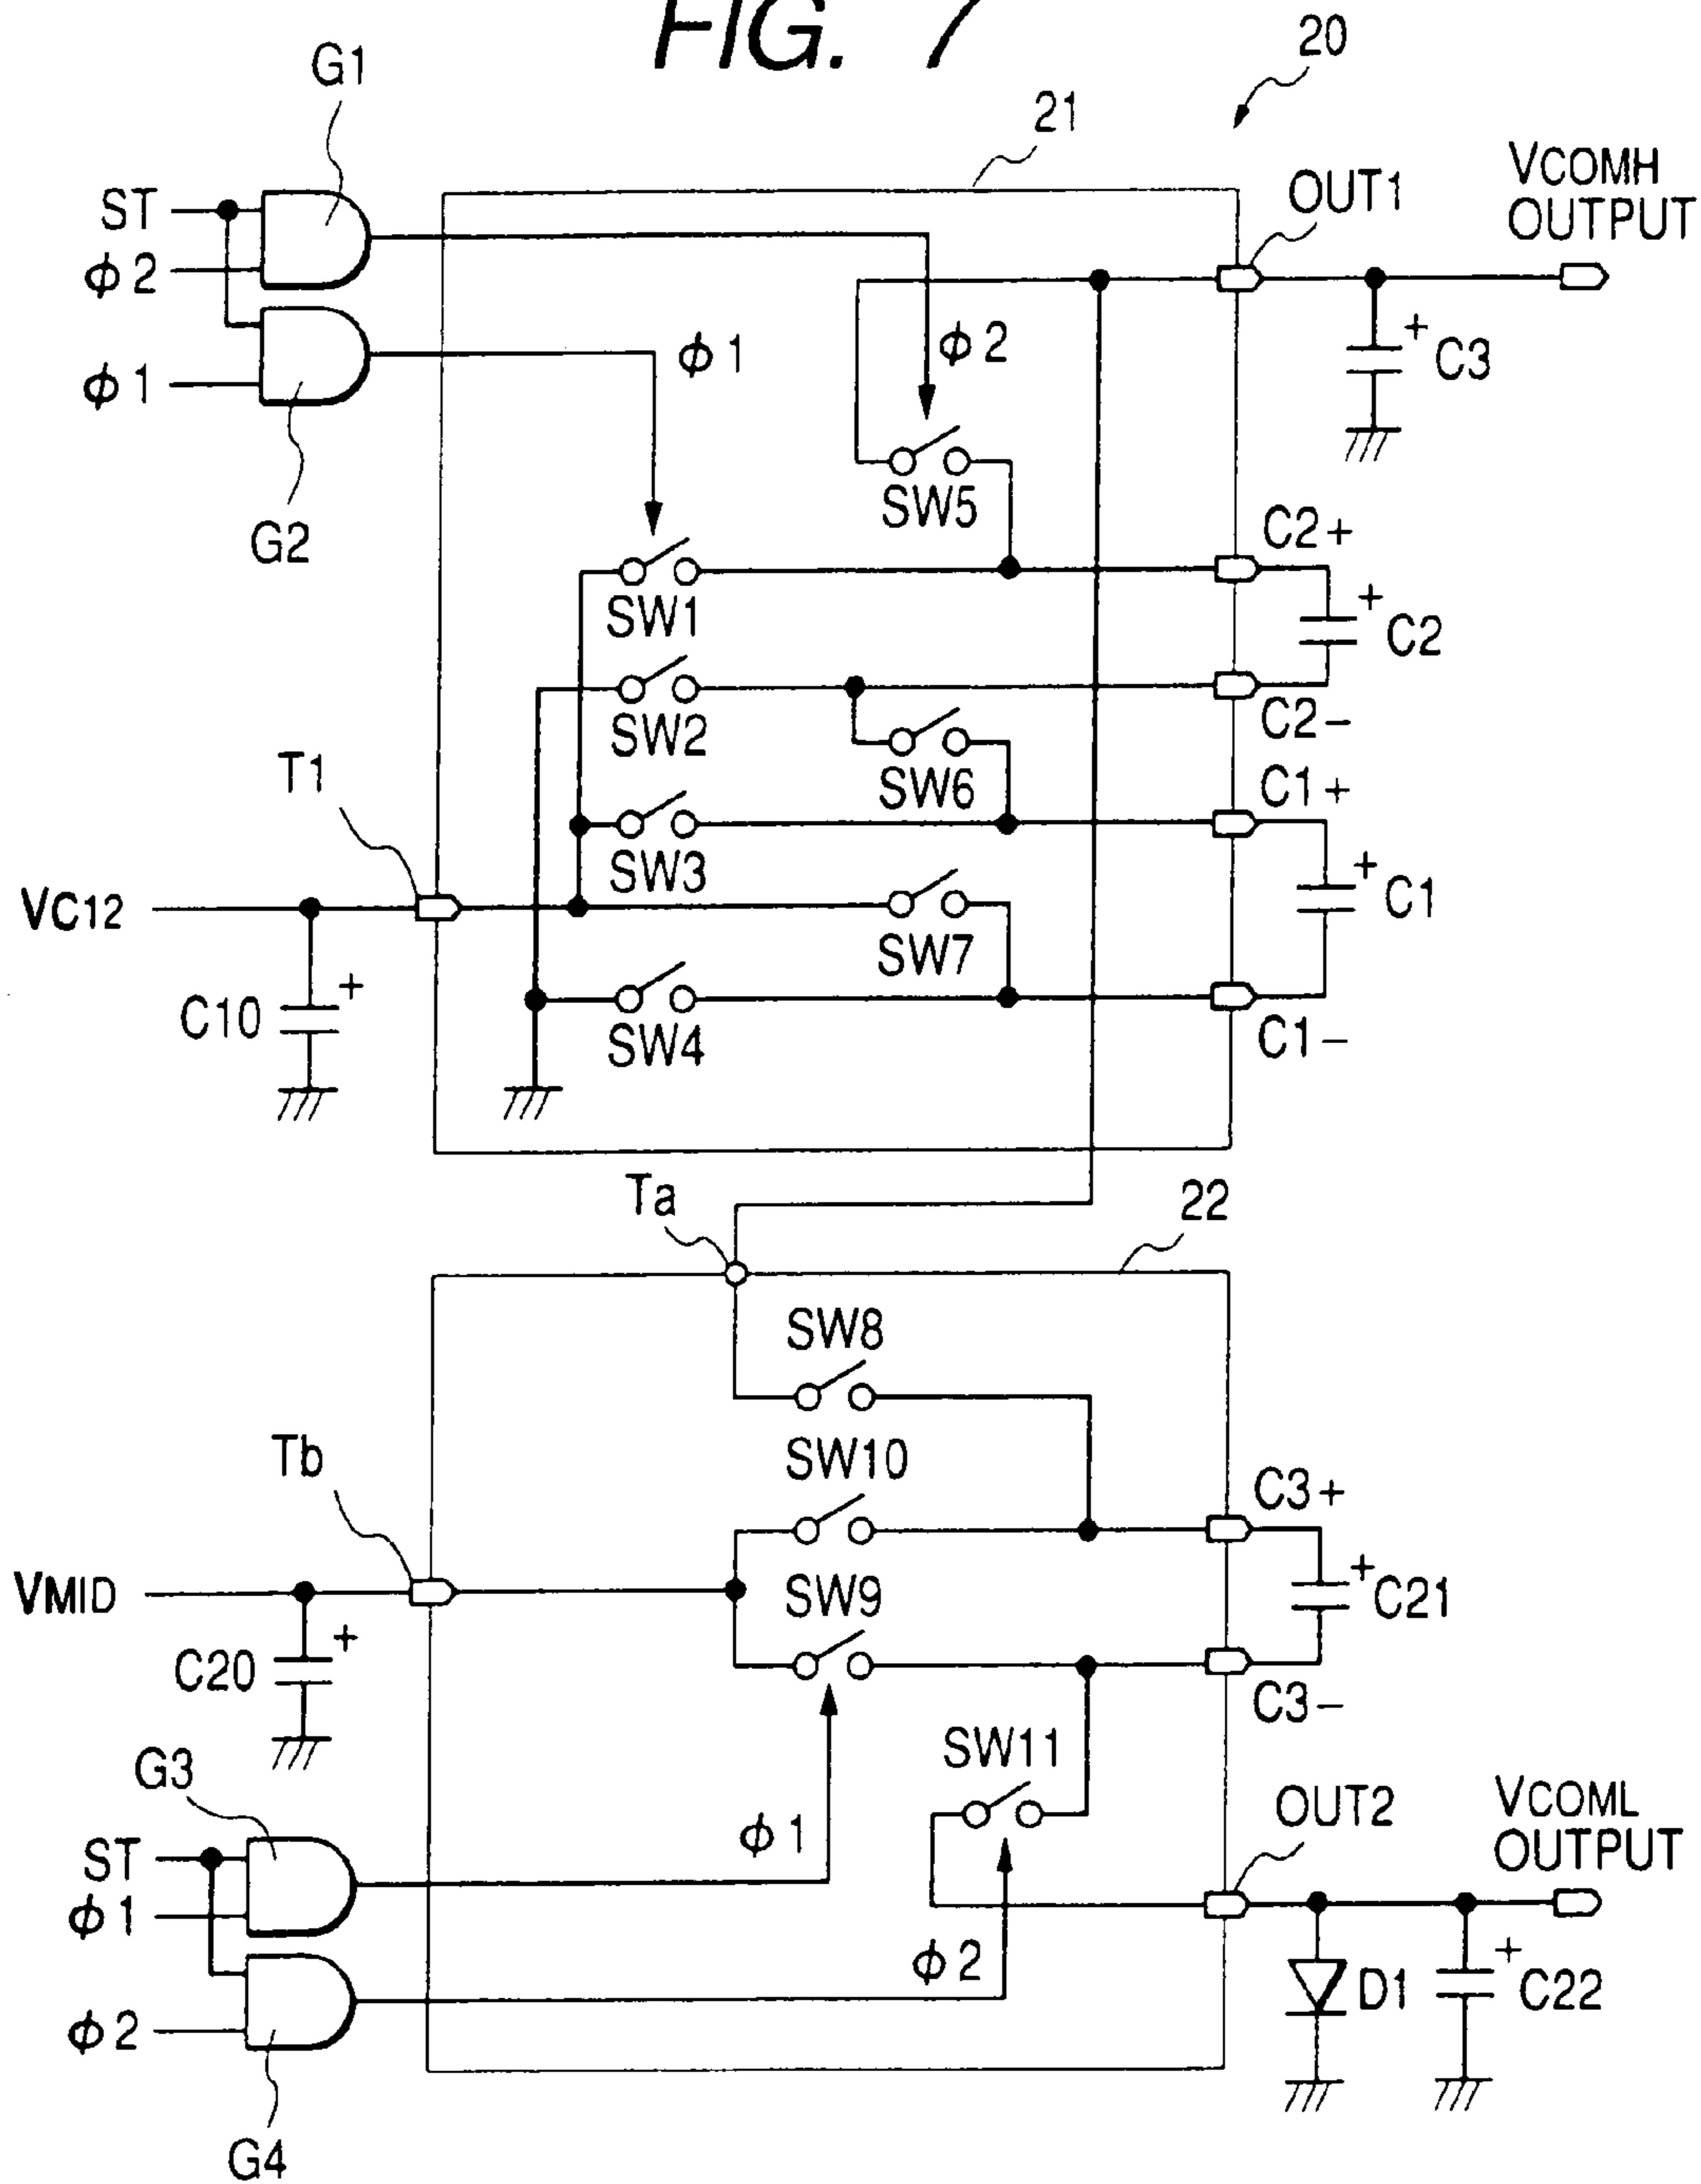 FIG. 7
20
G1
21
ST
φ2
φ1
G2
φ1
φ2
OUT1
VCOMH
OUTPUT
+
C3
SW5
C2+
SW1
+
C2
SW2
C2-
SW6
C1+
T1
SW3
+
C1
VC12
SW7
+
C10
SW4
C1-
Ta
22
SW8
Tb
SW10
C3+
VMID
SW9
+
C21
+
C20
C3-
G3
SW11
ST
φ1
φ1
OUT2
VCOML
OUTPUT
φ2
D1
+
C22
φ2
G4